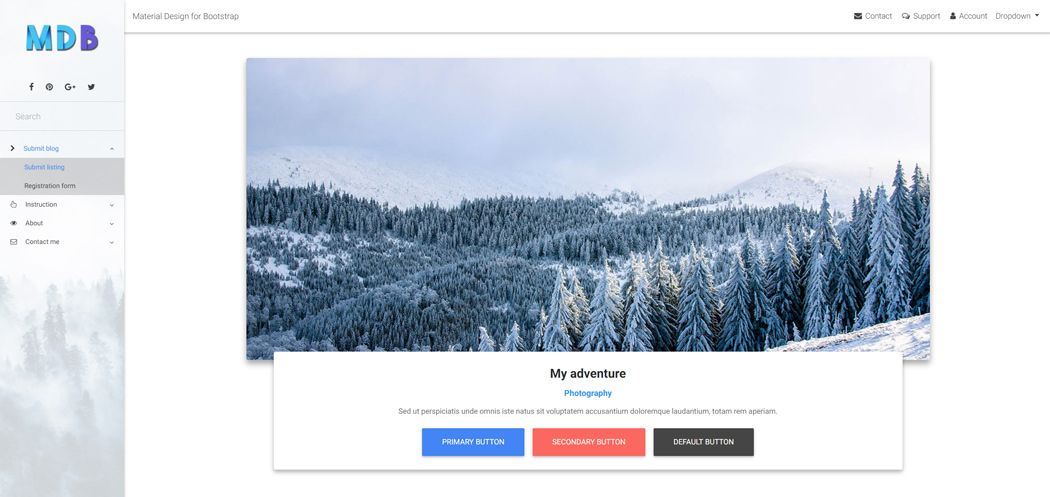 MDB
Search
Submit blog
Submit listing
Registration form
Instruction
About
Contact me
Material Design for Bootstrap
Contact Support Account Dropdown
My adventure
Photography
Sed ut perspiciatis unde omnis iste natus sit voluptatem accusantium doloremque laudantium, totam rem aperiam.
PRIMARY BUTTON SECONDARY BUTTON DEFAULT BUTTON